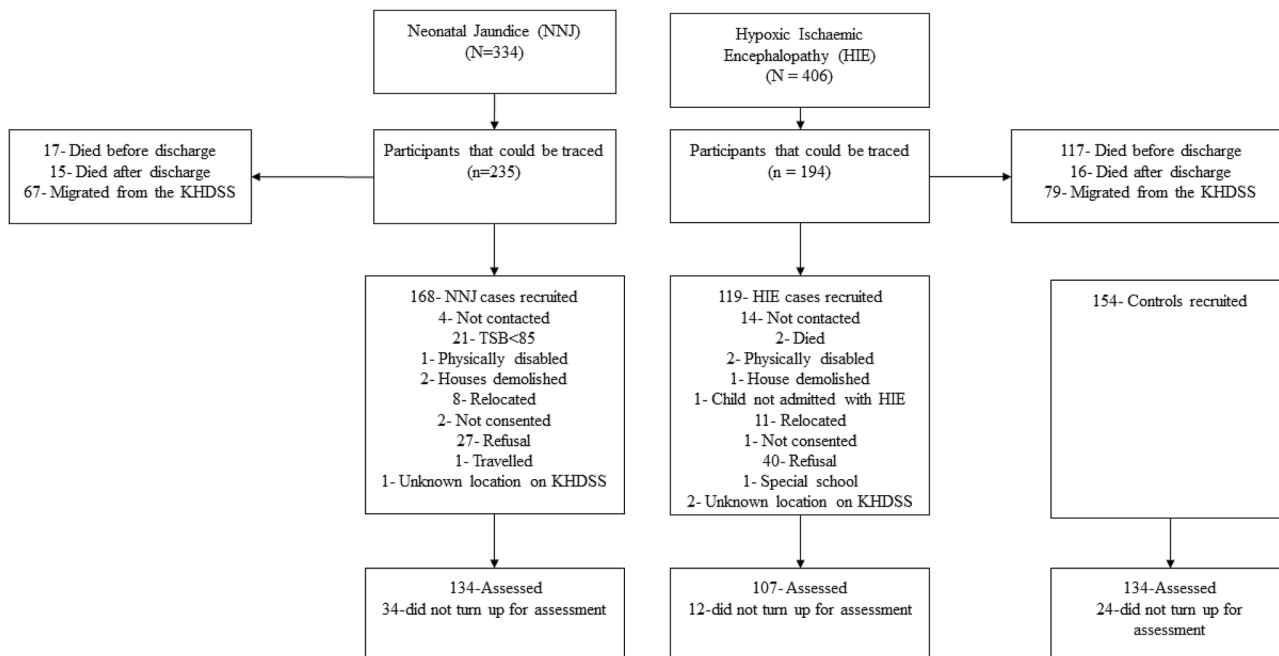 Neonatal Jaundice (NNJ)
(N=334)
Hypoxic Ischaemic
Encephalopathy (HIE)
(N = 406)
17- Died before discharge
15- Died after discharge
67- Migrated from the KHDSS
Participants that could be traced
(n=235)
Participants that could be traced
(n = 194)
117- Died before discharge
16- Died after discharge
79- Migrated from the KHDSS
168- NNJ cases recruited
4- Not contacted
21- TSB<85
1- Physically disabled
2- Houses demolished
8- Relocated
2- Not consented
27- Refusal
1- Travelled
1- Unknown location on KHDSS
119- HIE cases recruited
14- Not contacted
2- Died
2- Physically disabled
1- House demolished
1- Child not admitted with HIE
11- Relocated
1- Not consented
40- Refusal
1- Special school
2- Unknown location on KHDSS
154- Controls recruited
134-Assessed
34-did not turn up for assessment
107- Assessed
12-did not turn up for assessment
134-Assessed
24-did not turn up for
assessment